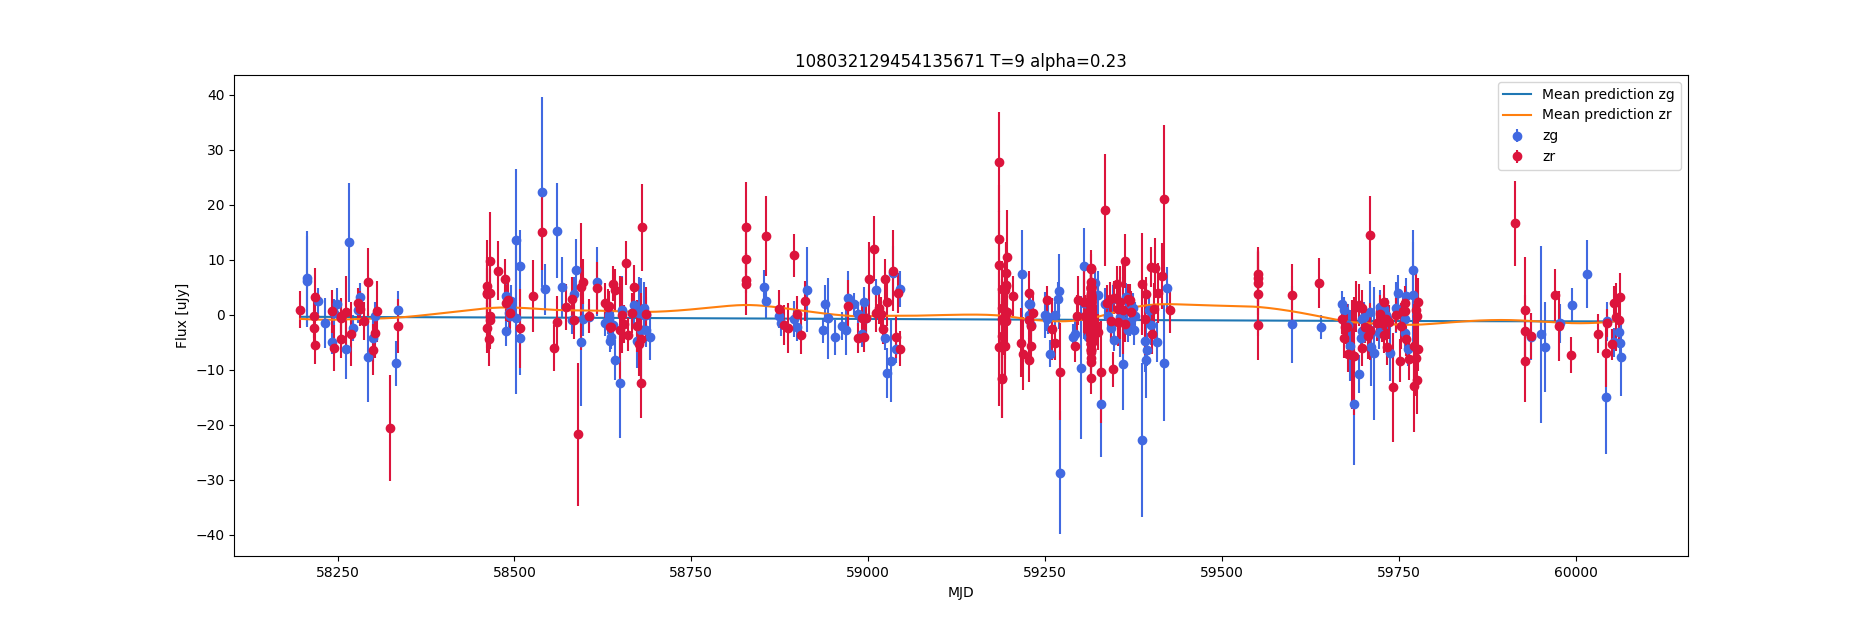 108032129454135671 T=9 alpha=0.23
Mean prediction zg
Mean prediction zr
zg
zr
Flux [uJy]
40
30
20
10
0
−10
−20
−30
−40
58250 58500 58750 59000 59250 59500 59750 60000
MJD